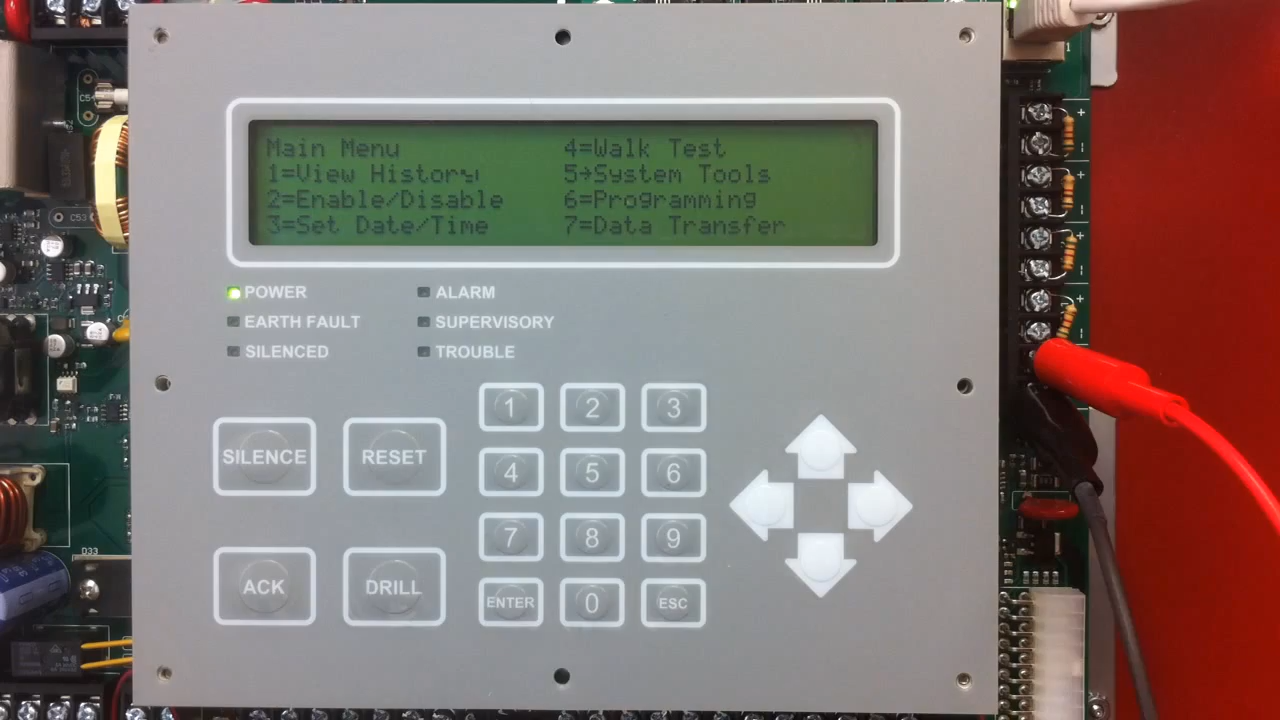 Main Menu
1=View History
2=Enable/Disable
3=Set Date/Time
4=Walk Test
5→System Tools
6=Programming
7=Data Transfer
POWER
EARTH FAULT
SILENCED
ALARM
SUPERVISORY
TROUBLE
SILENCE
RESET
ACK
DRILL
1 2 3
4 5 6
7 8 9
ENTER 0 ESC
C53
D33
+
-
+
-
+
-
+
-